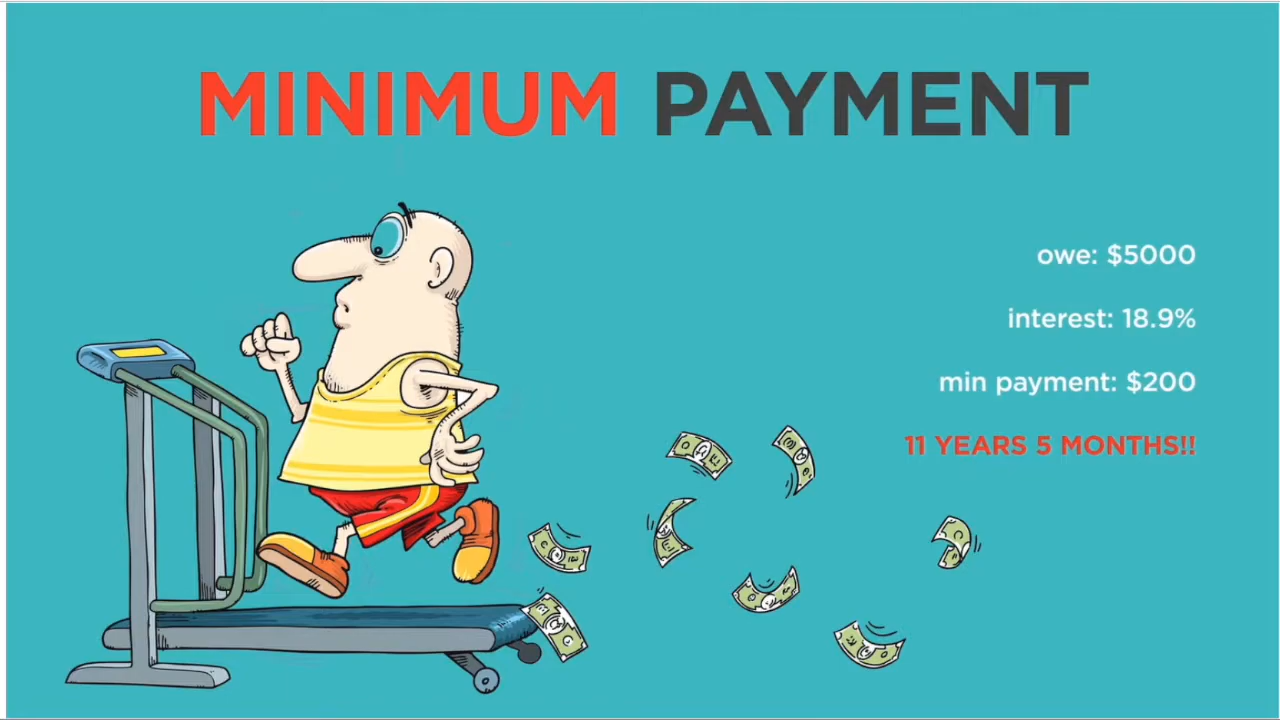 MINIMUM PAYMENT
owe: $5000
interest: 18.9%
min payment: $200
11 YEARS 5 MONTHS!!